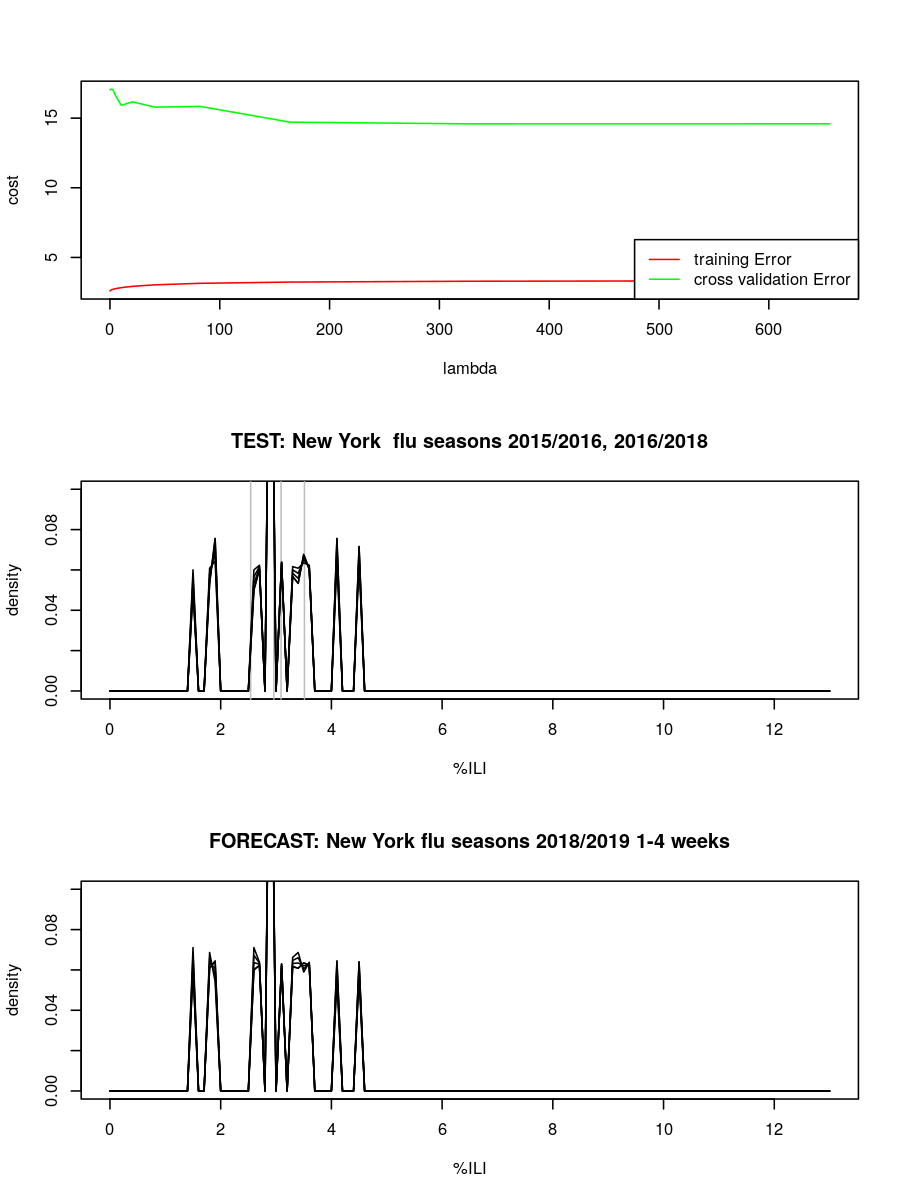 15
10
5
cost
training Error
cross validation Error
0 100 200 300 400 500 600
lambda
TEST: New York  flu seasons 2015/2016, 2016/2018
0.08
0.04
0.00
density
0 2 4 6 8 10 12
%ILI
FORECAST: New York flu seasons 2018/2019 1-4 weeks
0.08
0.04
0.00
density
0 2 4 6 8 10 12
%ILI